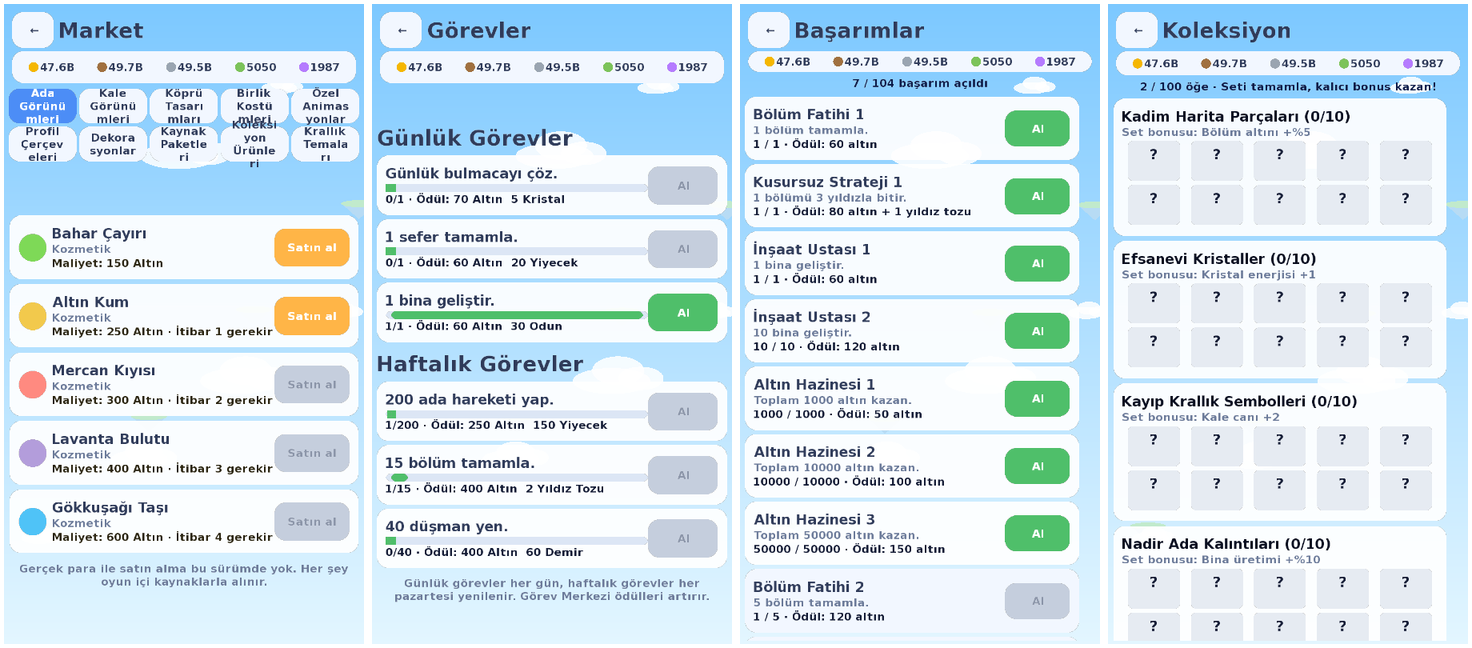 ← Market
47.6B 49.7B 49.5B 5050 1987
Ada
Görünü
mleri
Kale
Görünü
mleri
Köprü
Tasarı
mları
Birlik
Kostü
mleri
Özel
Animas
yonlar
Profil
Çerçev
eleri
Dekora
syonlar
Kaynak
Paketle
ri
Koleksi
yon
Ürünle
ri
Krallık
Temala
rı
Bahar Çayırı
Kozmetik
Maliyet: 150 Altın
Satın al
Altın Kum
Kozmetik
Maliyet: 250 Altın · İtibar 1 gerekir
Satın al
Mercan Kıyısı
Kozmetik
Maliyet: 300 Altın · İtibar 2 gerekir
Satın al
Lavanta Bulutu
Kozmetik
Maliyet: 400 Altın · İtibar 3 gerekir
Satın al
Gökkuşağı Taşı
Kozmetik
Maliyet: 600 Altın · İtibar 4 gerekir
Satın al
Gerçek para ile satın alma bu sürümde yok. Her şey
oyun içi kaynaklarla alınır.
← Görevler
47.6B 49.7B 49.5B 5050 1987
Günlük Görevler
Günlük bulmacayı çöz.
0/1 · Ödül: 70 Altın 5 Kristal
Al
1 sefer tamamla.
0/1 · Ödül: 60 Altın 20 Yiyecek
Al
1 bina geliştir.
1/1 · Ödül: 60 Altın 30 Odun
Al
Haftalık Görevler
200 ada hareketi yap.
1/200 · Ödül: 250 Altın 150 Yiyecek
Al
15 bölüm tamamla.
1/15 · Ödül: 400 Altın 2 Yıldız Tozu
Al
40 düşman yen.
0/40 · Ödül: 400 Altın 60 Demir
Al
Günlük görevler her gün, haftalık görevler her
pazartesi yenilenir. Görev Merkezi ödülleri artırır.
← Başarımlar
47.6B 49.7B 49.5B 5050 1987
7 / 104 başarım açıldı
Bölüm Fatihi 1
1 bölüm tamamla.
1 / 1 · Ödül: 60 altın
Al
Kusursuz Strateji 1
1 bölümü 3 yıldızla bitir.
1 / 1 · Ödül: 80 altın + 1 yıldız tozu
Al
İnşaat Ustası 1
1 bina geliştir.
1 / 1 · Ödül: 60 altın
Al
İnşaat Ustası 2
10 bina geliştir.
10 / 10 · Ödül: 120 altın
Al
Altın Hazinesi 1
Toplam 1000 altın kazan.
1000 / 1000 · Ödül: 50 altın
Al
Altın Hazinesi 2
Toplam 10000 altın kazan.
10000 / 10000 · Ödül: 100 altın
Al
Altın Hazinesi 3
Toplam 50000 altın kazan.
50000 / 50000 · Ödül: 150 altın
Al
Bölüm Fatihi 2
5 bölüm tamamla.
1 / 5 · Ödül: 120 altın
Al
← Koleksiyon
47.6B 49.7B 49.5B 5050 1987
2 / 100 öğe · Seti tamamla, kalıcı bonus kazan!
Kadim Harita Parçaları (0/10)
Set bonusu: Bölüm altını +%5
? ? ? ? ?
? ? ? ? ?
Efsanevi Kristaller (0/10)
Set bonusu: Kristal enerjisi +1
? ? ? ? ?
? ? ? ? ?
Kayıp Krallık Sembolleri (0/10)
Set bonusu: Kale canı +2
? ? ? ? ?
? ? ? ? ?
Nadir Ada Kalıntıları (0/10)
Set bonusu: Bina üretimi +%10
? ? ? ? ?
? ? ? ? ?